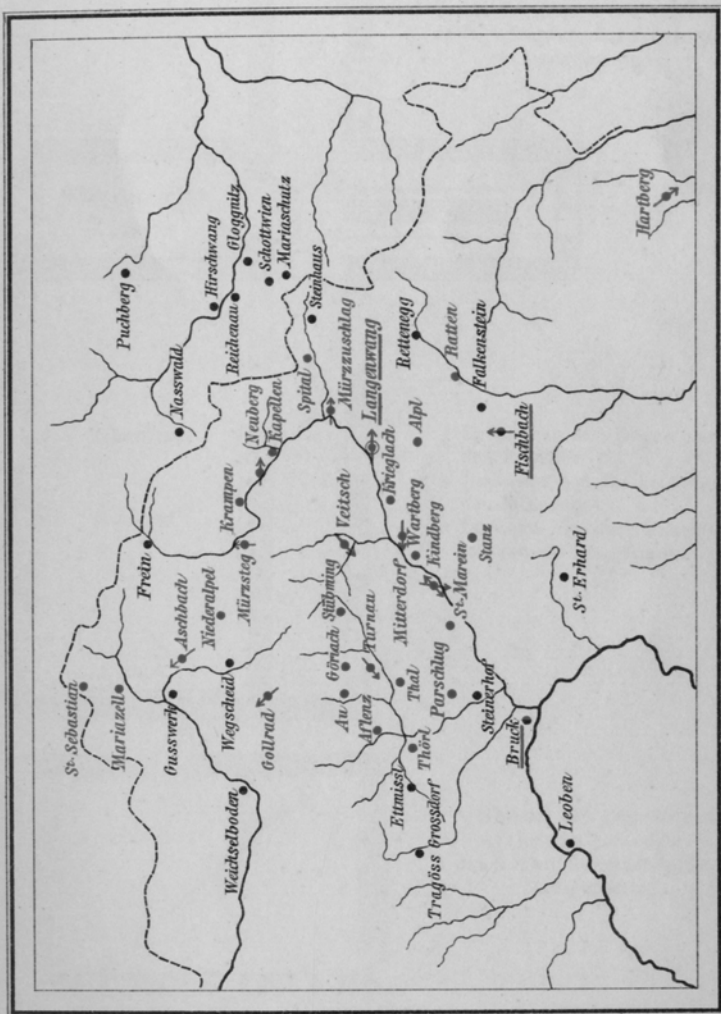 St. Sebastian
Mariazell
Gusswerk
Aschbach
Niederalpel
Wegscheid
Gollrad
Weichselboden
Frein
Mürzsteg
Krampen
Neuberg
Kapellen
Nasswald
Puchberg
Hirschwang
Reichenau
Gloggnitz
Schottwien
Mariaschutz
Steinhaus
Spital
Mürzzuschlag
Langenwang
Krieglach
Alpl
Veitsch
Wartberg
Kindberg
Mitterdorf
Stanz
St. Marein
Stübming
Turnau
Göriach
Au
Aflenz
Thal
Parschlug
Steinerhof
Thörl
Ettmissl
Tragöss Grossdorf
Bruck
Leoben
St. Erhard
Fischbach
Falkenstein
Ratten
Rettenegg
Hartberg